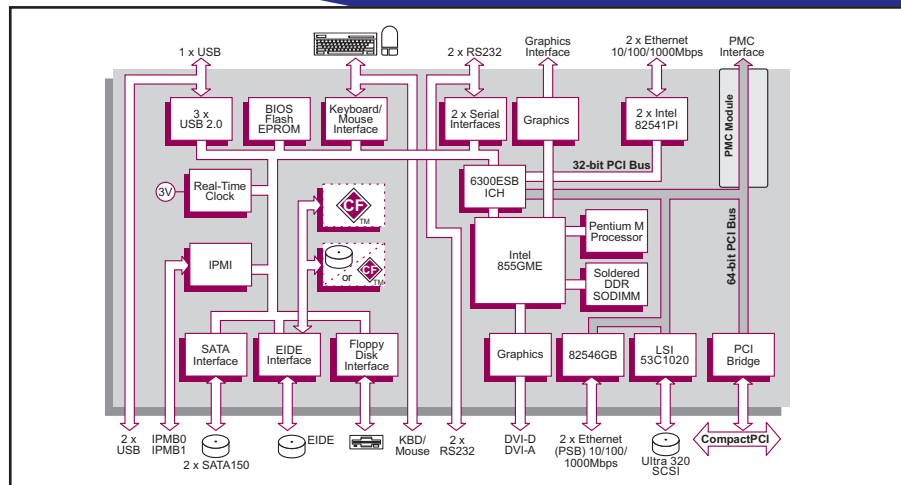 1 x USB
2 x RS232
Graphics
Interface
2 x Ethernet
10/100/1000Mbps
PMC
Interface
3 x
USB 2.0
BIOS
Flash
EPROM
Keyboard/
Mouse
Interface
2 x Serial
Interfaces
Graphics
2 x Intel
82541PI
PMC Module
32-bit PCI Bus
3V
Real-Time
Clock
CF
TM
6300ESB
ICH
Pentium M
Processor
64-bit PCI Bus
IPMI
or
CF
TM
Intel
855GME
Soldered
DDR
SODIMM
SATA
Interface
EIDE
Interface
Floppy
Disk
Interface
Graphics
82546GB
LSI
53C1020
PCI
Bridge
2 x
USB
IPMB0
IPMB1
2 x SATA150
EIDE
KBD/
Mouse
2 x
RS232
DVI-D
DVI-A
2 x Ethernet
(PSB) 10/100/
1000Mbps
Ultra 320
SCSI
CompactPCI